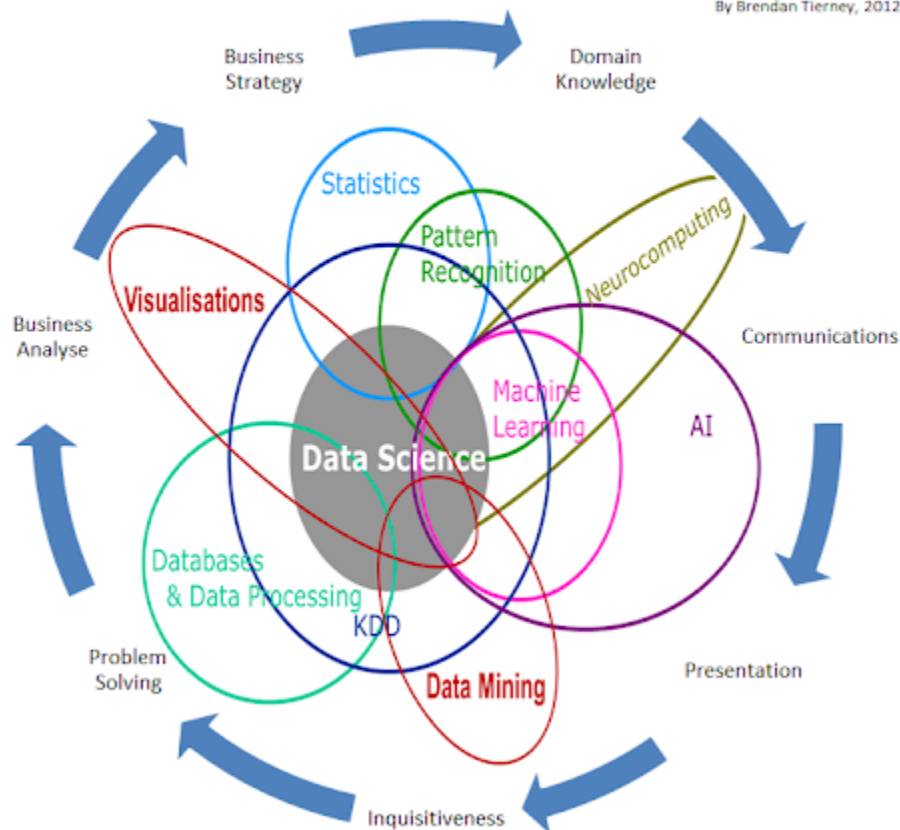 By Brendan Tierney, 2012
Business
Strategy
Domain
Knowledge
Statistics
Pattern
Recognition
Neurocomputing
Visualisations
Business
Analyse
Communications
Machine
Learning
AI
Data Science
Databases
& Data Processing
KDD
Problem
Solving
Data Mining
Presentation
Inquisitiveness